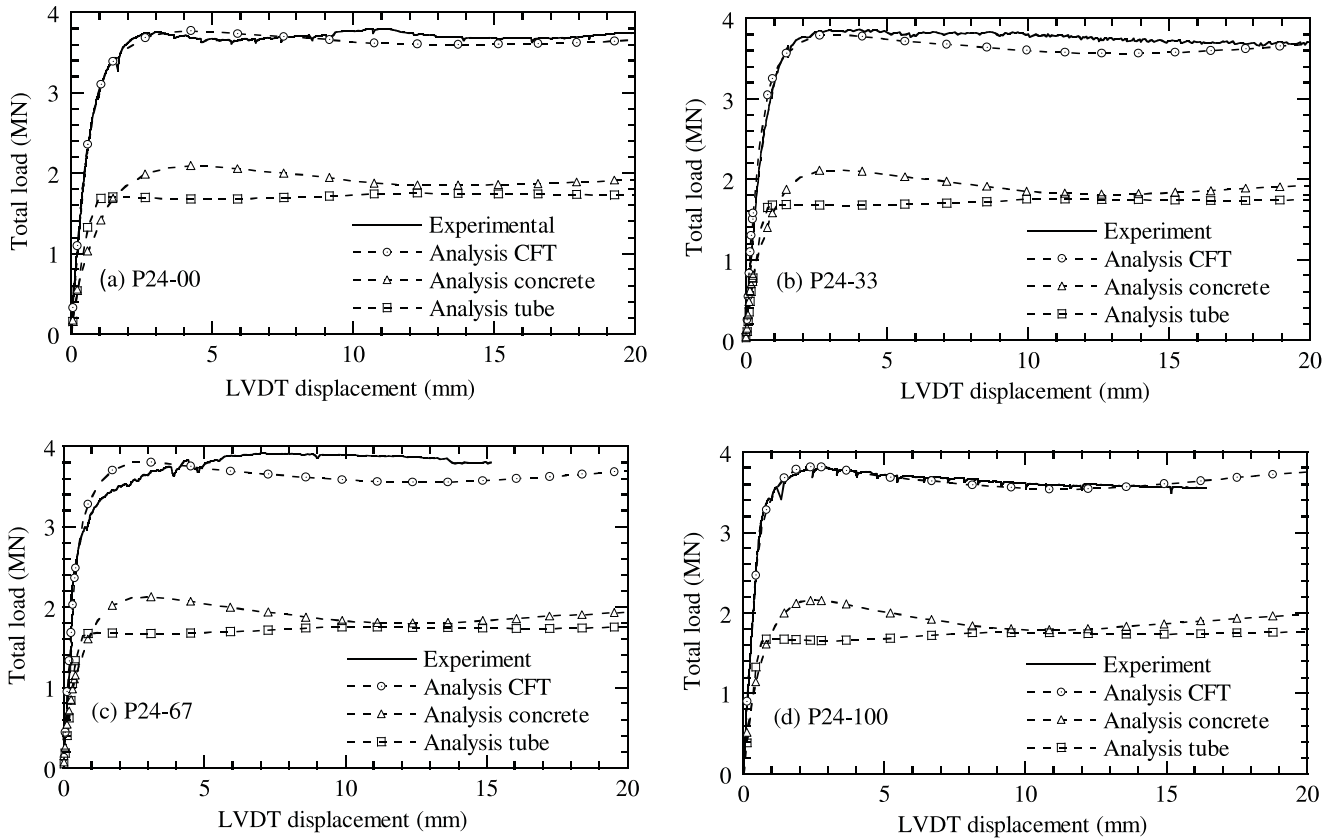 4
3
2
1
0
Total load (MN)
Experimental
Analysis CFT
Analysis concrete
Analysis tube
(a) P24-00
0 5 10 15 20
LVDT displacement (mm)
4
3
2
1
0
Total load (MN)
Experiment
Analysis CFT
Analysis concrete
Analysis tube
(b) P24-33
0 5 10 15 20
LVDT displacement (mm)
4
3
2
1
0
Total load (MN)
Experiment
Analysis CFT
Analysis concrete
Analysis tube
(c) P24-67
0 5 10 15 20
LVDT displacement (mm)
4
3
2
1
0
Total load (MN)
Experiment
Analysis CFT
Analysis concrete
Analysis tube
(d) P24-100
0 5 10 15 20
LVDT displacement (mm)